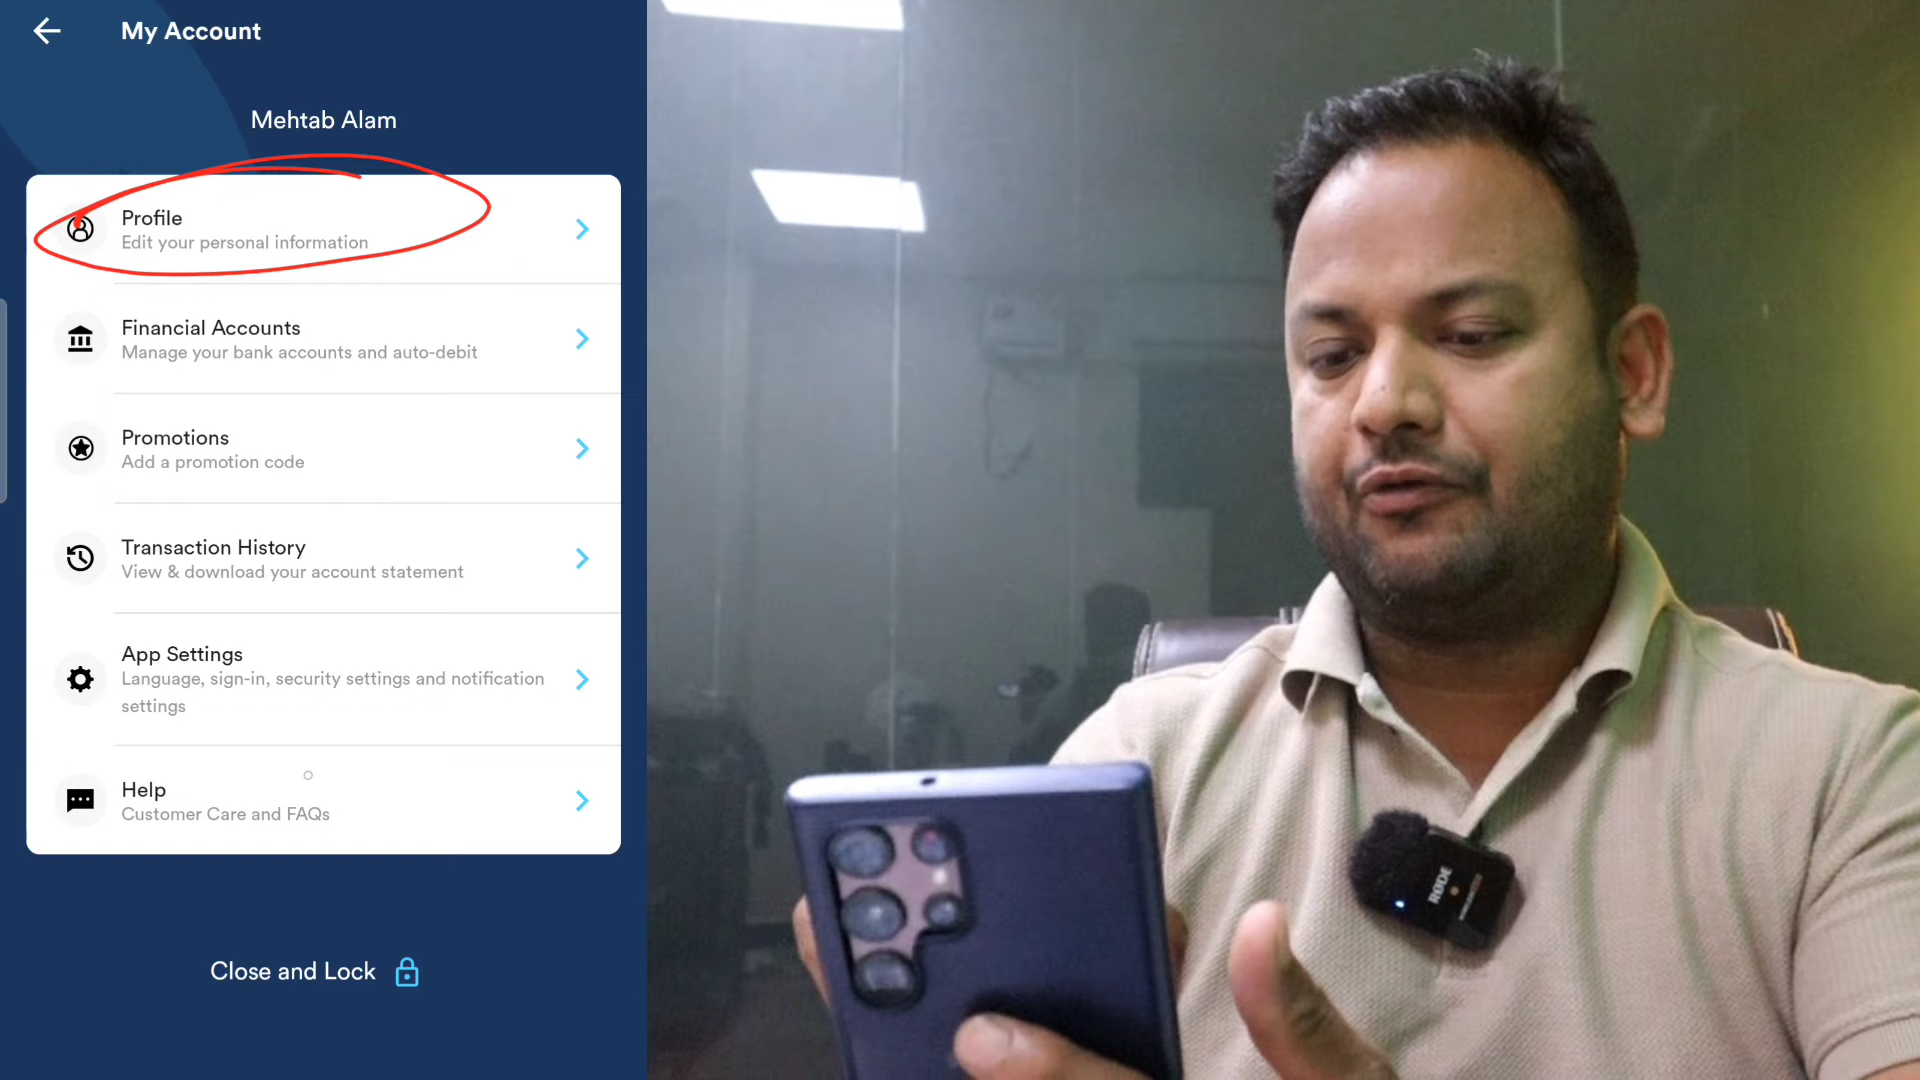 My Account
Mehtab Alam
Profile
Edit your personal information
Financial Accounts
Manage your bank accounts and auto-debit
Promotions
Add a promotion code
Transaction History
View & download your account statement
App Settings
Language, sign-in, security settings and notification
settings
Help
Customer Care and FAQs
Close and Lock
RØDE